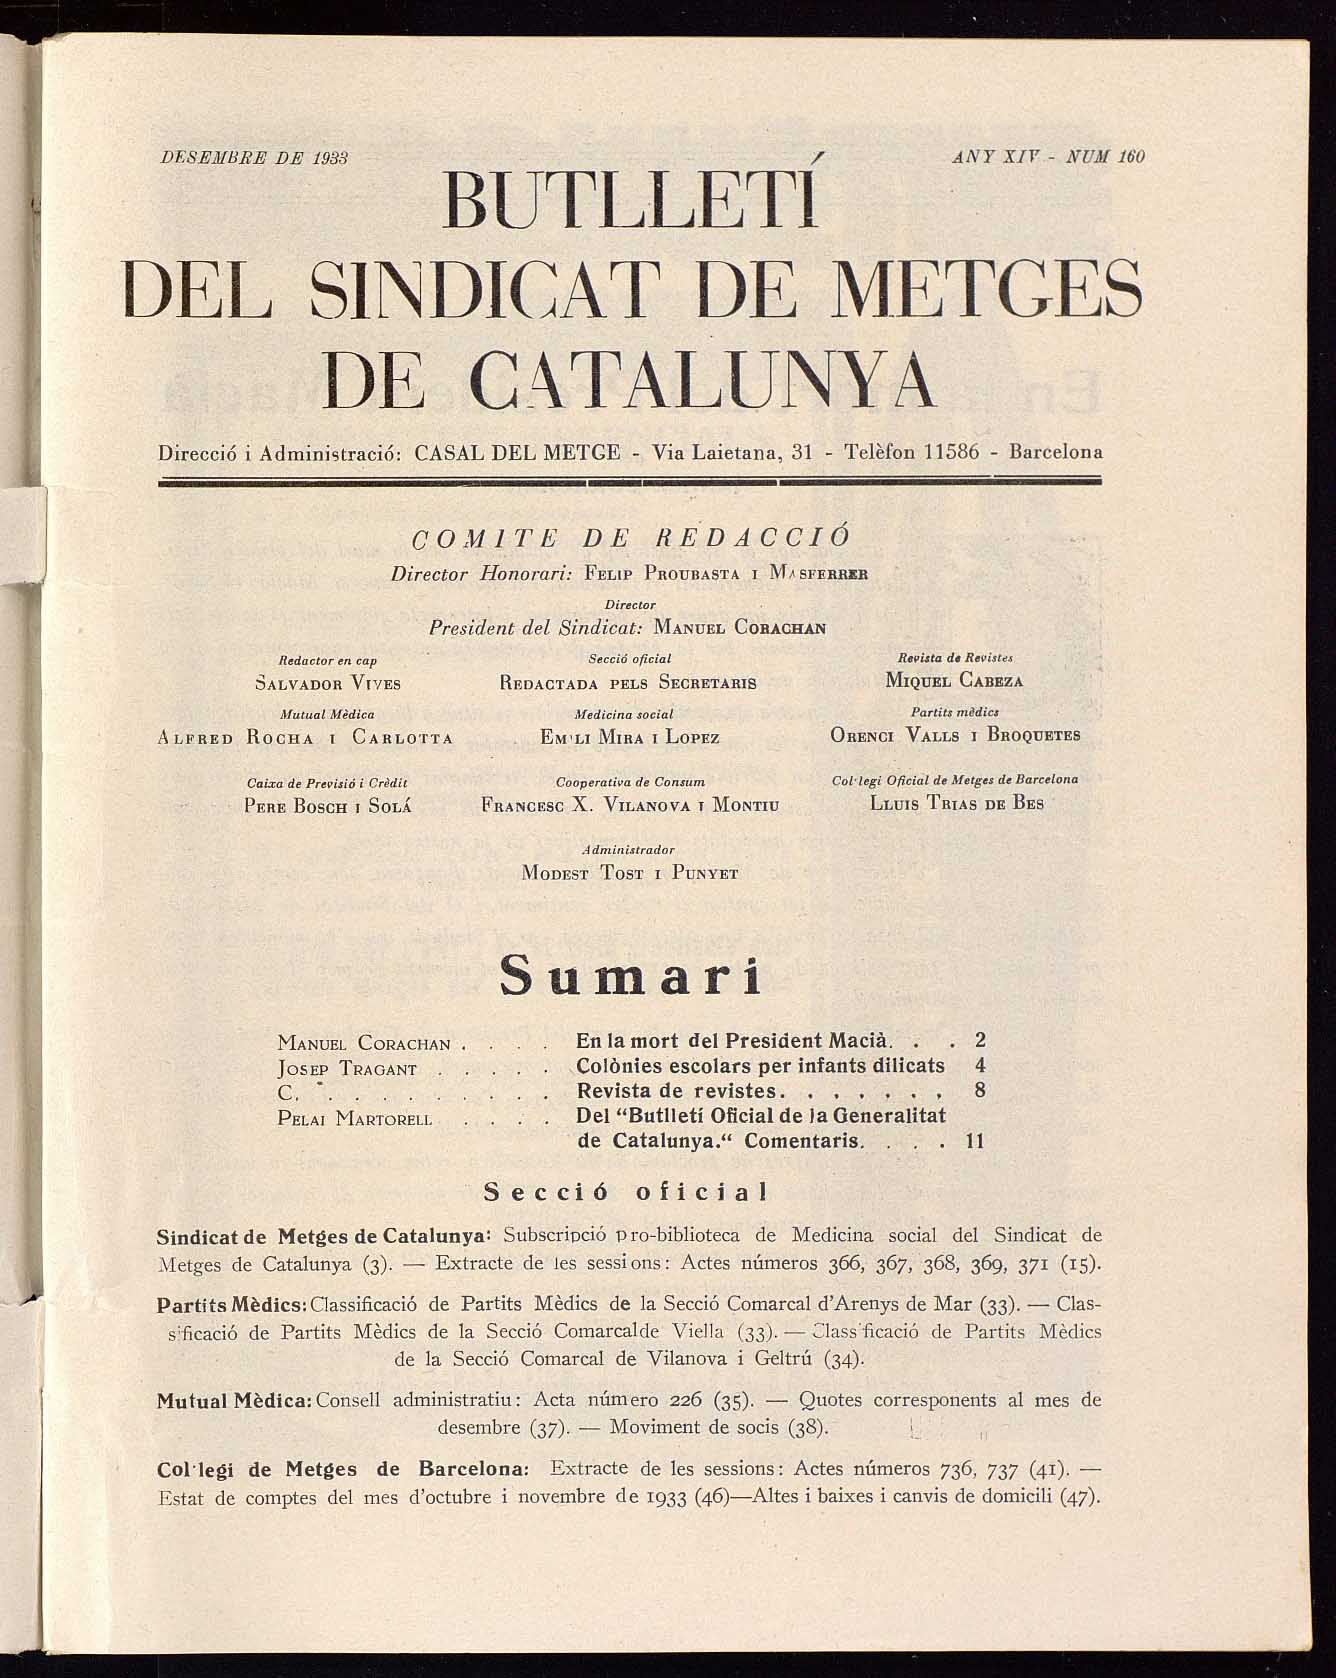 DESEMBRE DE 1933
ANY XIV - NUM 160
BUTLLETÍ
DEL SINDICAT DE METGES
DE CATALUNYA
Direcció i Administració: CASAL DEL METGE - Via Laietana, 31 - Telèfon 11586 - Barcelona
COMITE DE REDACCIÓ
Director Honorari: FELIP PROUBASTA I MASFERRER
Director
President del Sindicat: MANUEL CORACHAN
Redactor en cap
SALVADOR VIVES
Secció oficial
REDACTADA PELS SECRETARIS
Revista de Revistes
MIQUEL CABEZA
Mutual Mèdica
ALFRED ROCHA I CARLOTTA
Medicina social
EMILI MIRA I LOPEZ
Partits mèdics
ORENCI VALLS I BROQUETES
Caixa de Previsió i Crèdit
PERE BOSCH I SOLÁ
Cooperativa de Consum
FRANCESC X. VILANOVA I MONTIU
Col·legi Oficial de Metges de Barcelona
LLUIS TRIAS DE BES
Administrador
MODEST TOST I PUNYET
Sumari
MANUEL CORACHAN . . . . En la mort del President Macià. . . 2
JOSEP TRAGANT . . . . . Colònies escolars per infants dilicats 4
C. . . . . . . . . . Revista de revistes. . . . . . . 8
PELAI MARTORELL . . . . Del "Butlletí Oficial de la Generalitat
de Catalunya." Comentaris. . . . 11
Secció oficial
Sindicat de Metges de Catalunya: Subscripció pro-biblioteca de Medicina social del Sindicat de
Metges de Catalunya (3). — Extracte de les sessions: Actes números 366, 367, 368, 369, 371 (15).
Partits Mèdics: Classificació de Partits Mèdics de la Secció Comarcal d'Arenys de Mar (33). — Clas-
sificació de Partits Mèdics de la Secció Comarcal de Viella (33). — Classificació de Partits Mèdics
de la Secció Comarcal de Vilanova i Geltrú (34).
Mutual Mèdica: Consell administratiu: Acta número 226 (35). — Quotes corresponents al mes de
desembre (37). — Moviment de socis (38).
Col·legi de Metges de Barcelona: Extracte de les sessions: Actes números 736, 737 (41). —
Estat de comptes del mes d'octubre i novembre de 1933 (46)—Altes i baixes i canvis de domicili (47).